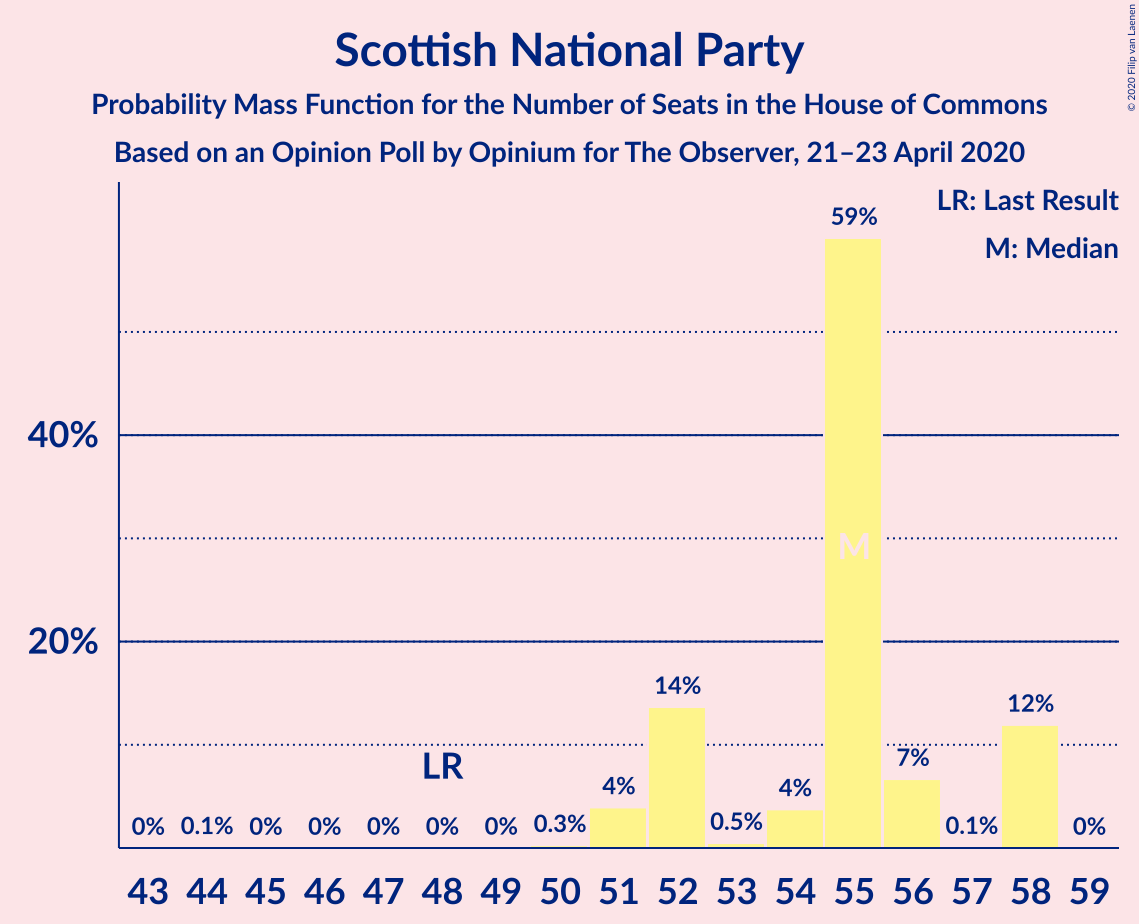 Scottish National Party
Probability Mass Function for the Number of Seats in the House of Commons
Based on an Opinion Poll by Opinium for The Observer, 21–23 April 2020
© 2020 Filip van Laenen
LR: Last Result
M: Median
59%
40%
M
20%
14%
12%
LR
7%
4%
4%
0%
0.1%
0%
0%
0%
0%
0%
0.3%
0.5%
0.1%
0%
43 44 45 46 47 48 49 50 51 52 53 54 55 56 57 58 59